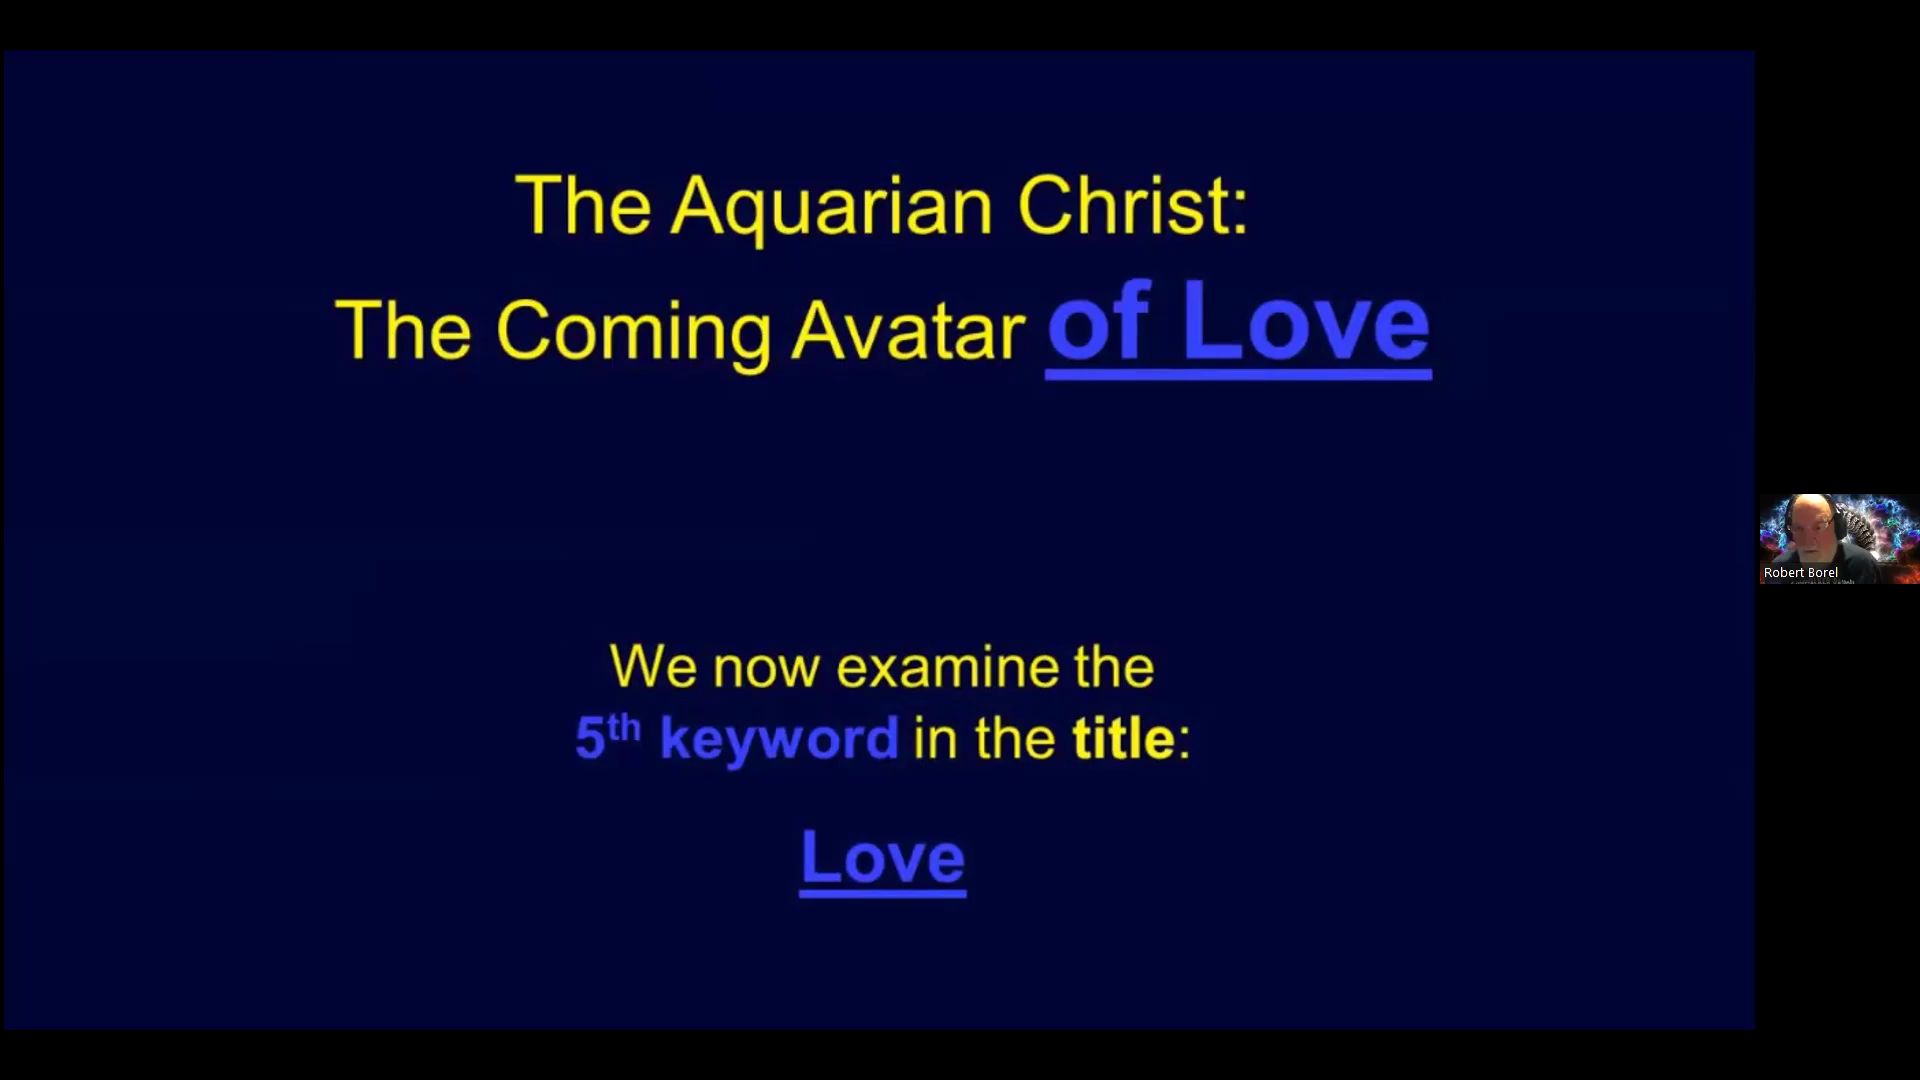 The Aquarian Christ:
The Coming Avatar of Love
We now examine the
5th keyword in the title:
Love
Robert Borel